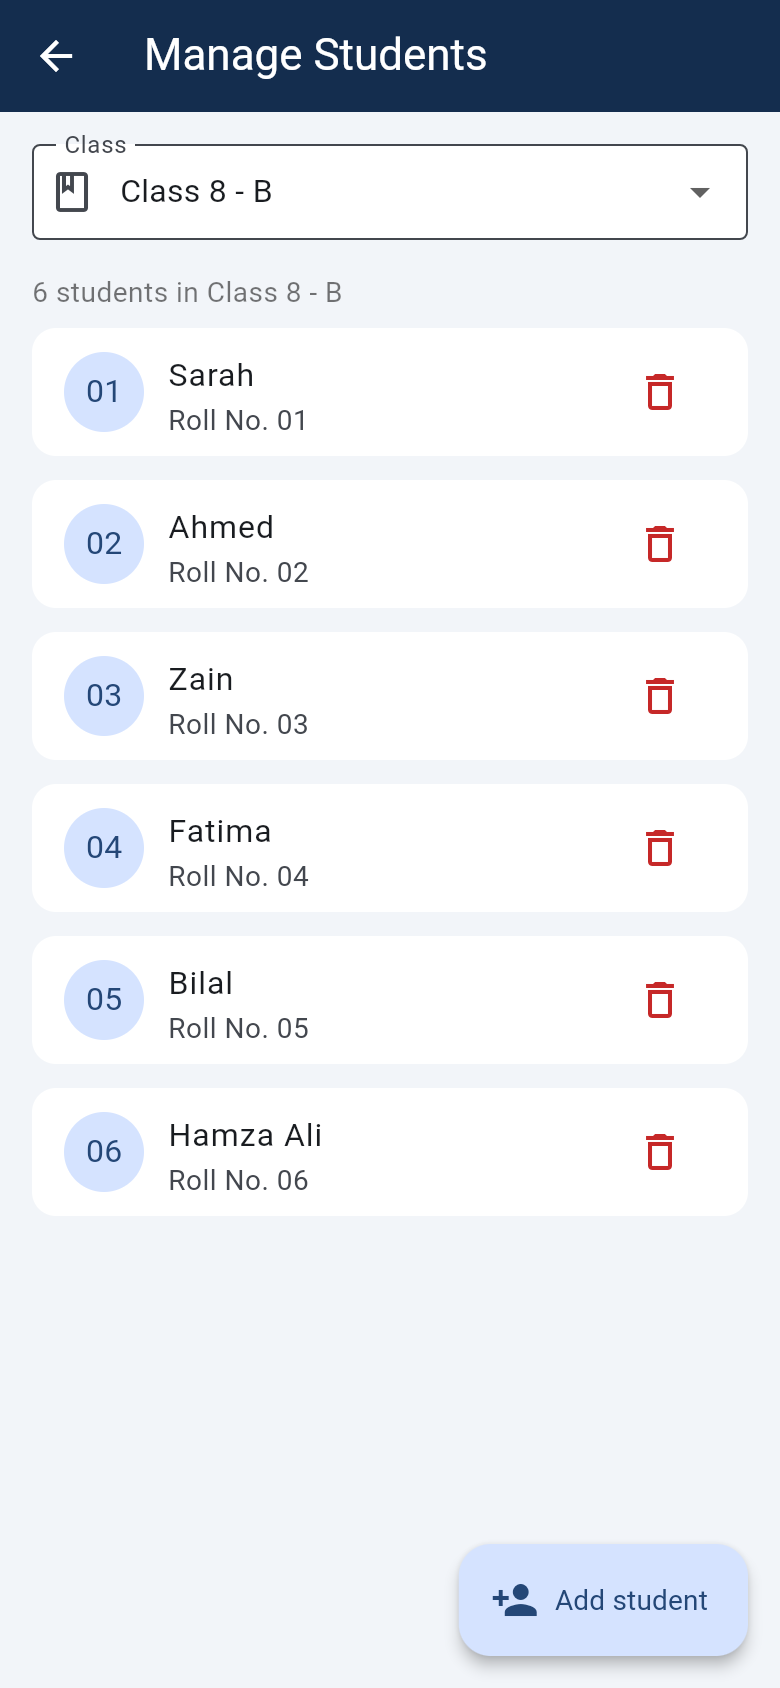 Manage Students
Class
Class 8 - B
6 students in Class 8 - B
01
Sarah
Roll No. 01
02
Ahmed
Roll No. 02
03
Zain
Roll No. 03
04
Fatima
Roll No. 04
05
Bilal
Roll No. 05
06
Hamza Ali
Roll No. 06
Add student